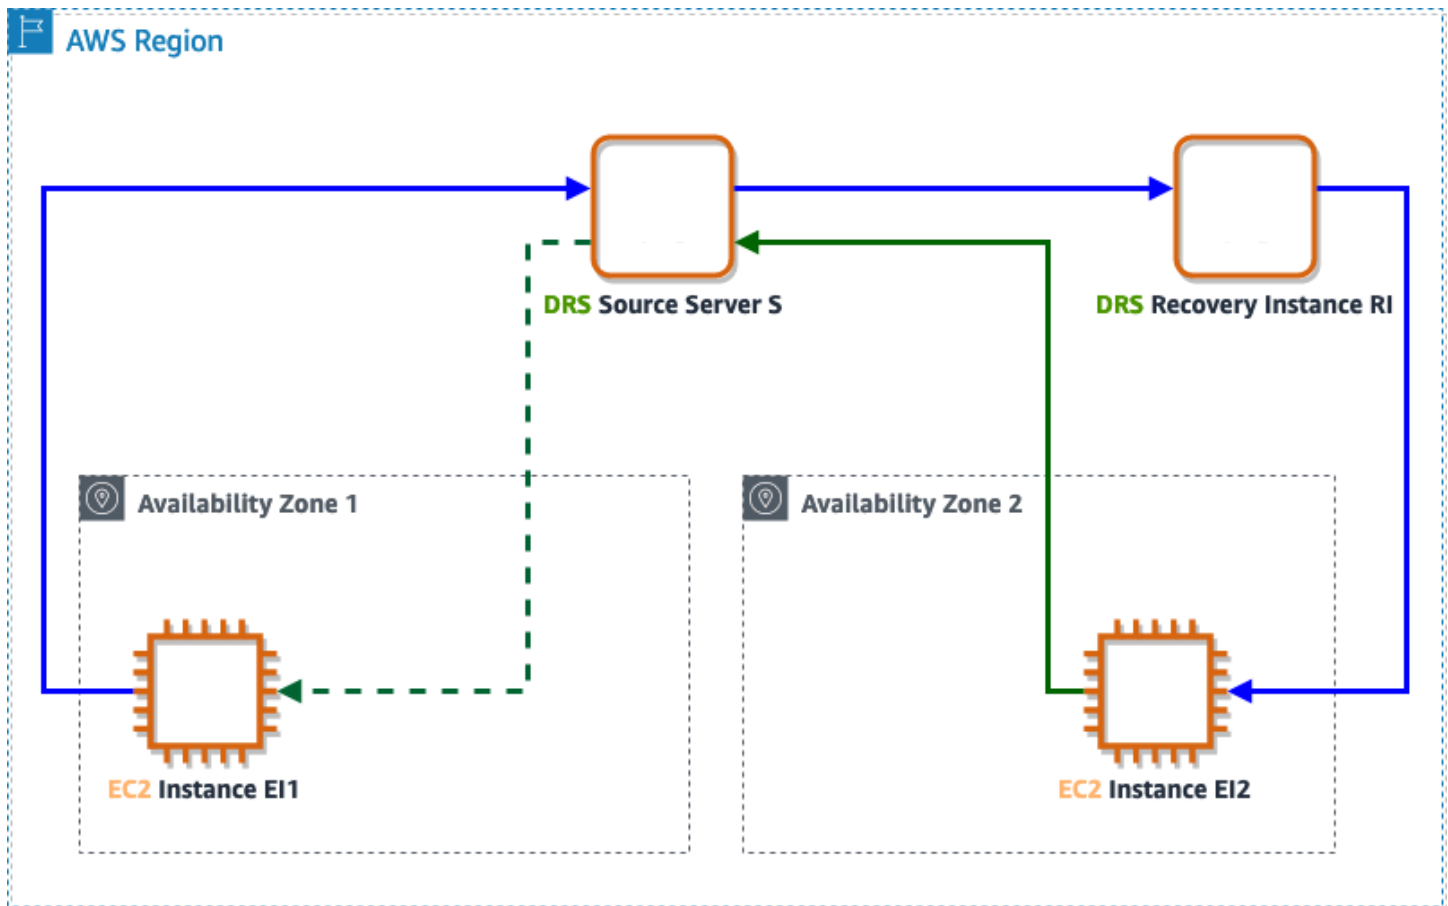 AWS Region
DRS Source Server S
DRS Recovery Instance RI
Availability Zone 1
Availability Zone 2
EC2 Instance EI1
EC2 Instance EI2